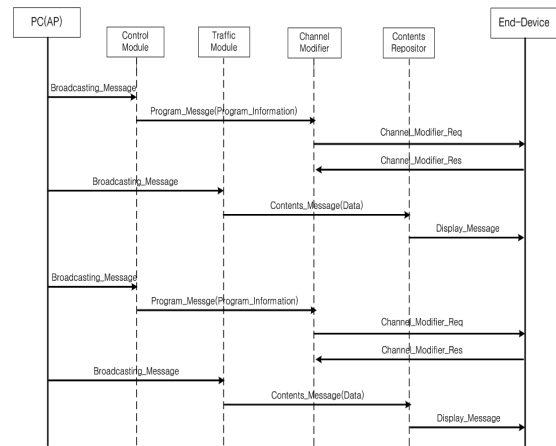 PC(AP)
Control
Module
Traffic
Module
Channel
Modifier
Contents
Repositor
End-Device
Broadcasting_Message
Program_Messge(Program_Information)
Channel_Modifier_Req
Channel_Modifier_Res
Broadcasting_Message
Contents_Message(Data)
Display_Message
Broadcasting_Message
Program_Messge(Program_Information)
Channel_Modifier_Req
Channel_Modifier_Res
Broadcasting_Message
Contents_Message(Data)
Display_Message